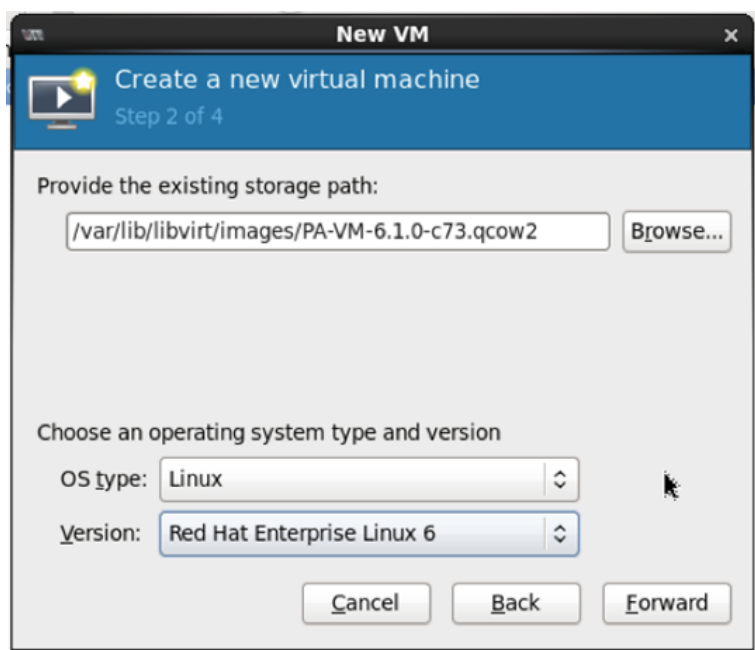 New VM
Create a new virtual machine
Step 2 of 4
Provide the existing storage path:
/var/lib/libvirt/images/PA-VM-6.1.0-c73.qcow2 Browse...
Choose an operating system type and version
OS type: Linux
Version: Red Hat Enterprise Linux 6
Cancel Back Forward